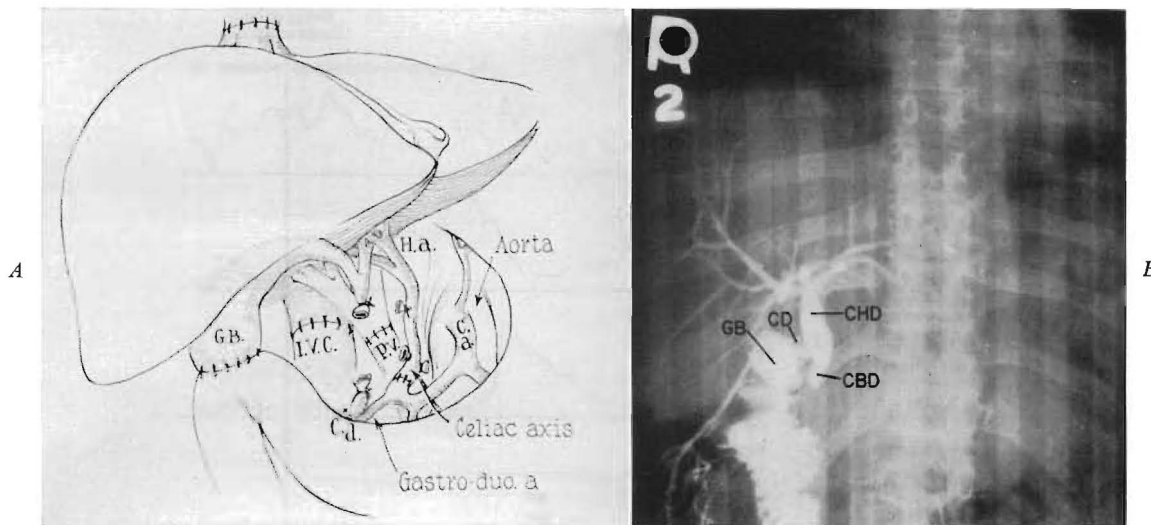 A
H.a.
Aorta
G.B.
I.V.C.
P.V.
C.
a.
C.d.
Celiac axis
Gastro-duo. a
R
2
GB
CD
CHD
CBD